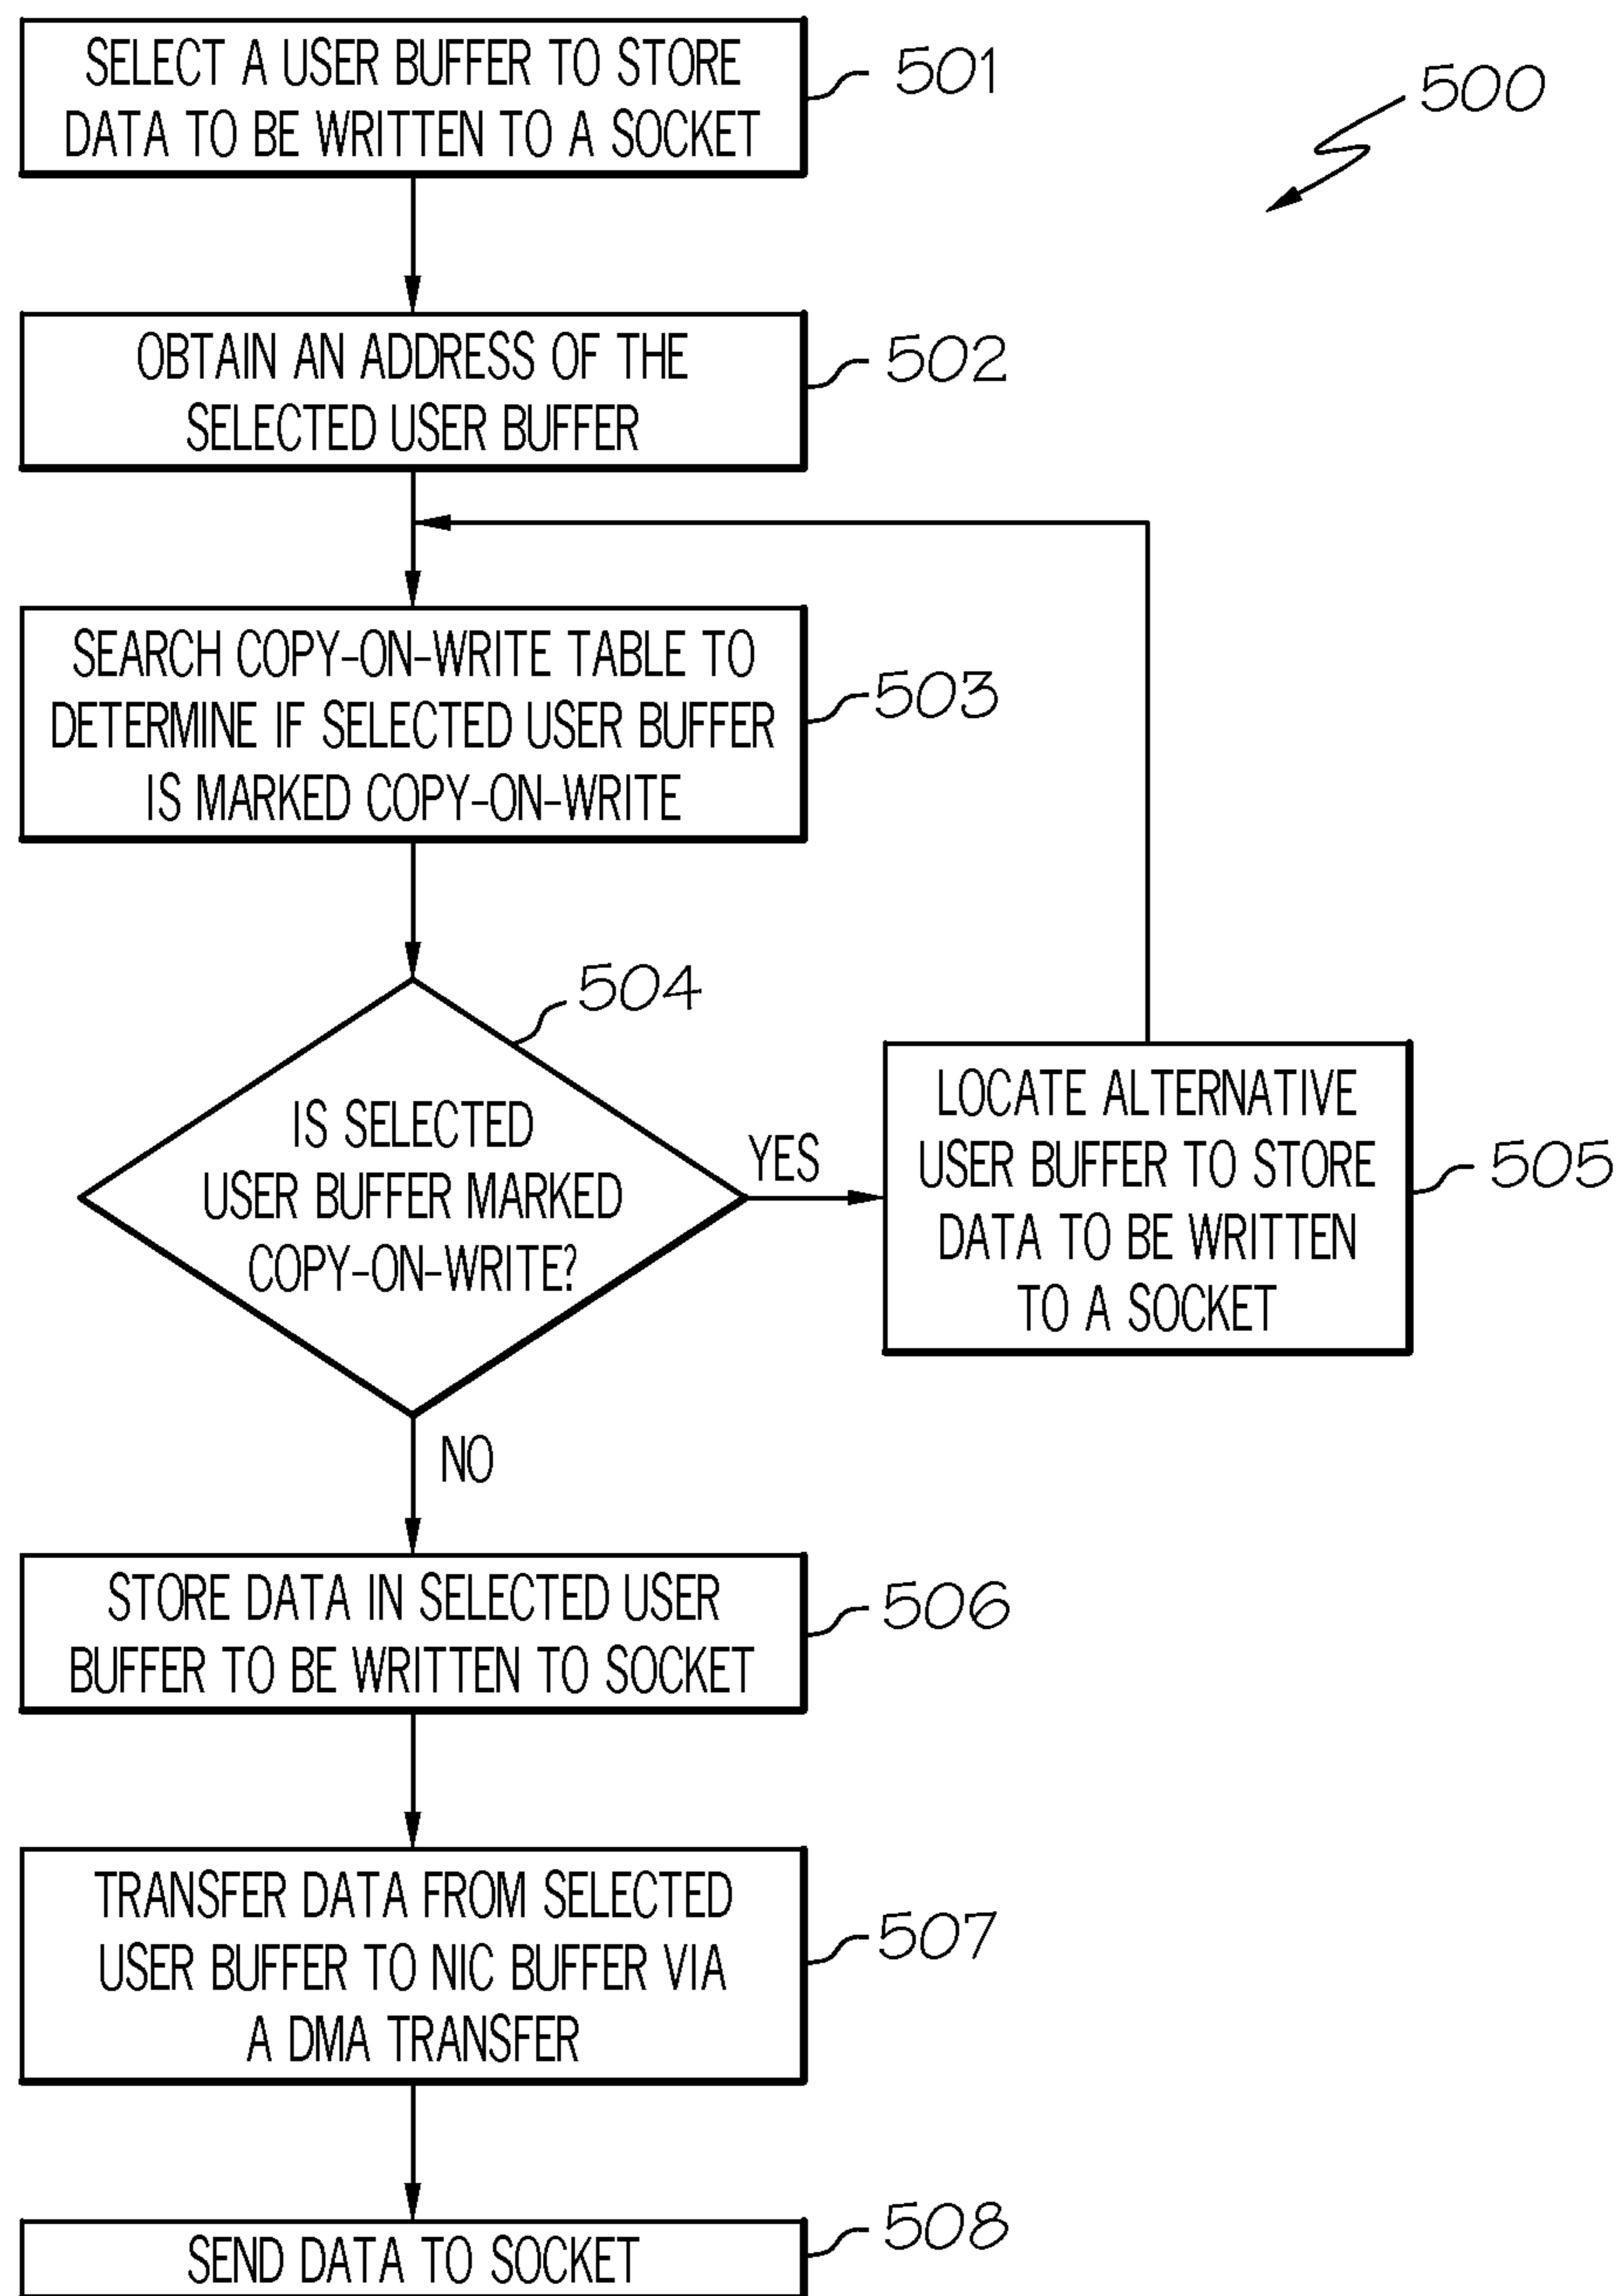 SELECT A USER BUFFER TO STORE
DATA TO BE WRITTEN TO A SOCKET
501
500
OBTAIN AN ADDRESS OF THE
SELECTED USER BUFFER
502
SEARCH COPY-ON-WRITE TABLE TO
DETERMINE IF SELECTED USER BUFFER
IS MARKED COPY-ON-WRITE
503
504
IS SELECTED
USER BUFFER MARKED
COPY-ON-WRITE?
YES
LOCATE ALTERNATIVE
USER BUFFER TO STORE
DATA TO BE WRITTEN
TO A SOCKET
505
NO
STORE DATA IN SELECTED USER
BUFFER TO BE WRITTEN TO SOCKET
506
TRANSFER DATA FROM SELECTED
USER BUFFER TO NIC BUFFER VIA
A DMA TRANSFER
507
SEND DATA TO SOCKET
508